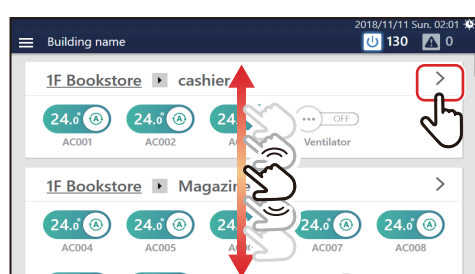 2018/11/11 Sun. 02:01
Building name 130 0
1F Bookstore cashier
24.0° A 24.0° A 24. OFF
AC001 AC002 Ventilator
1F Bookstore Magazine
24.0° A 24.0° A 24.0° A 24.0° A
AC004 AC005 AC007 AC008